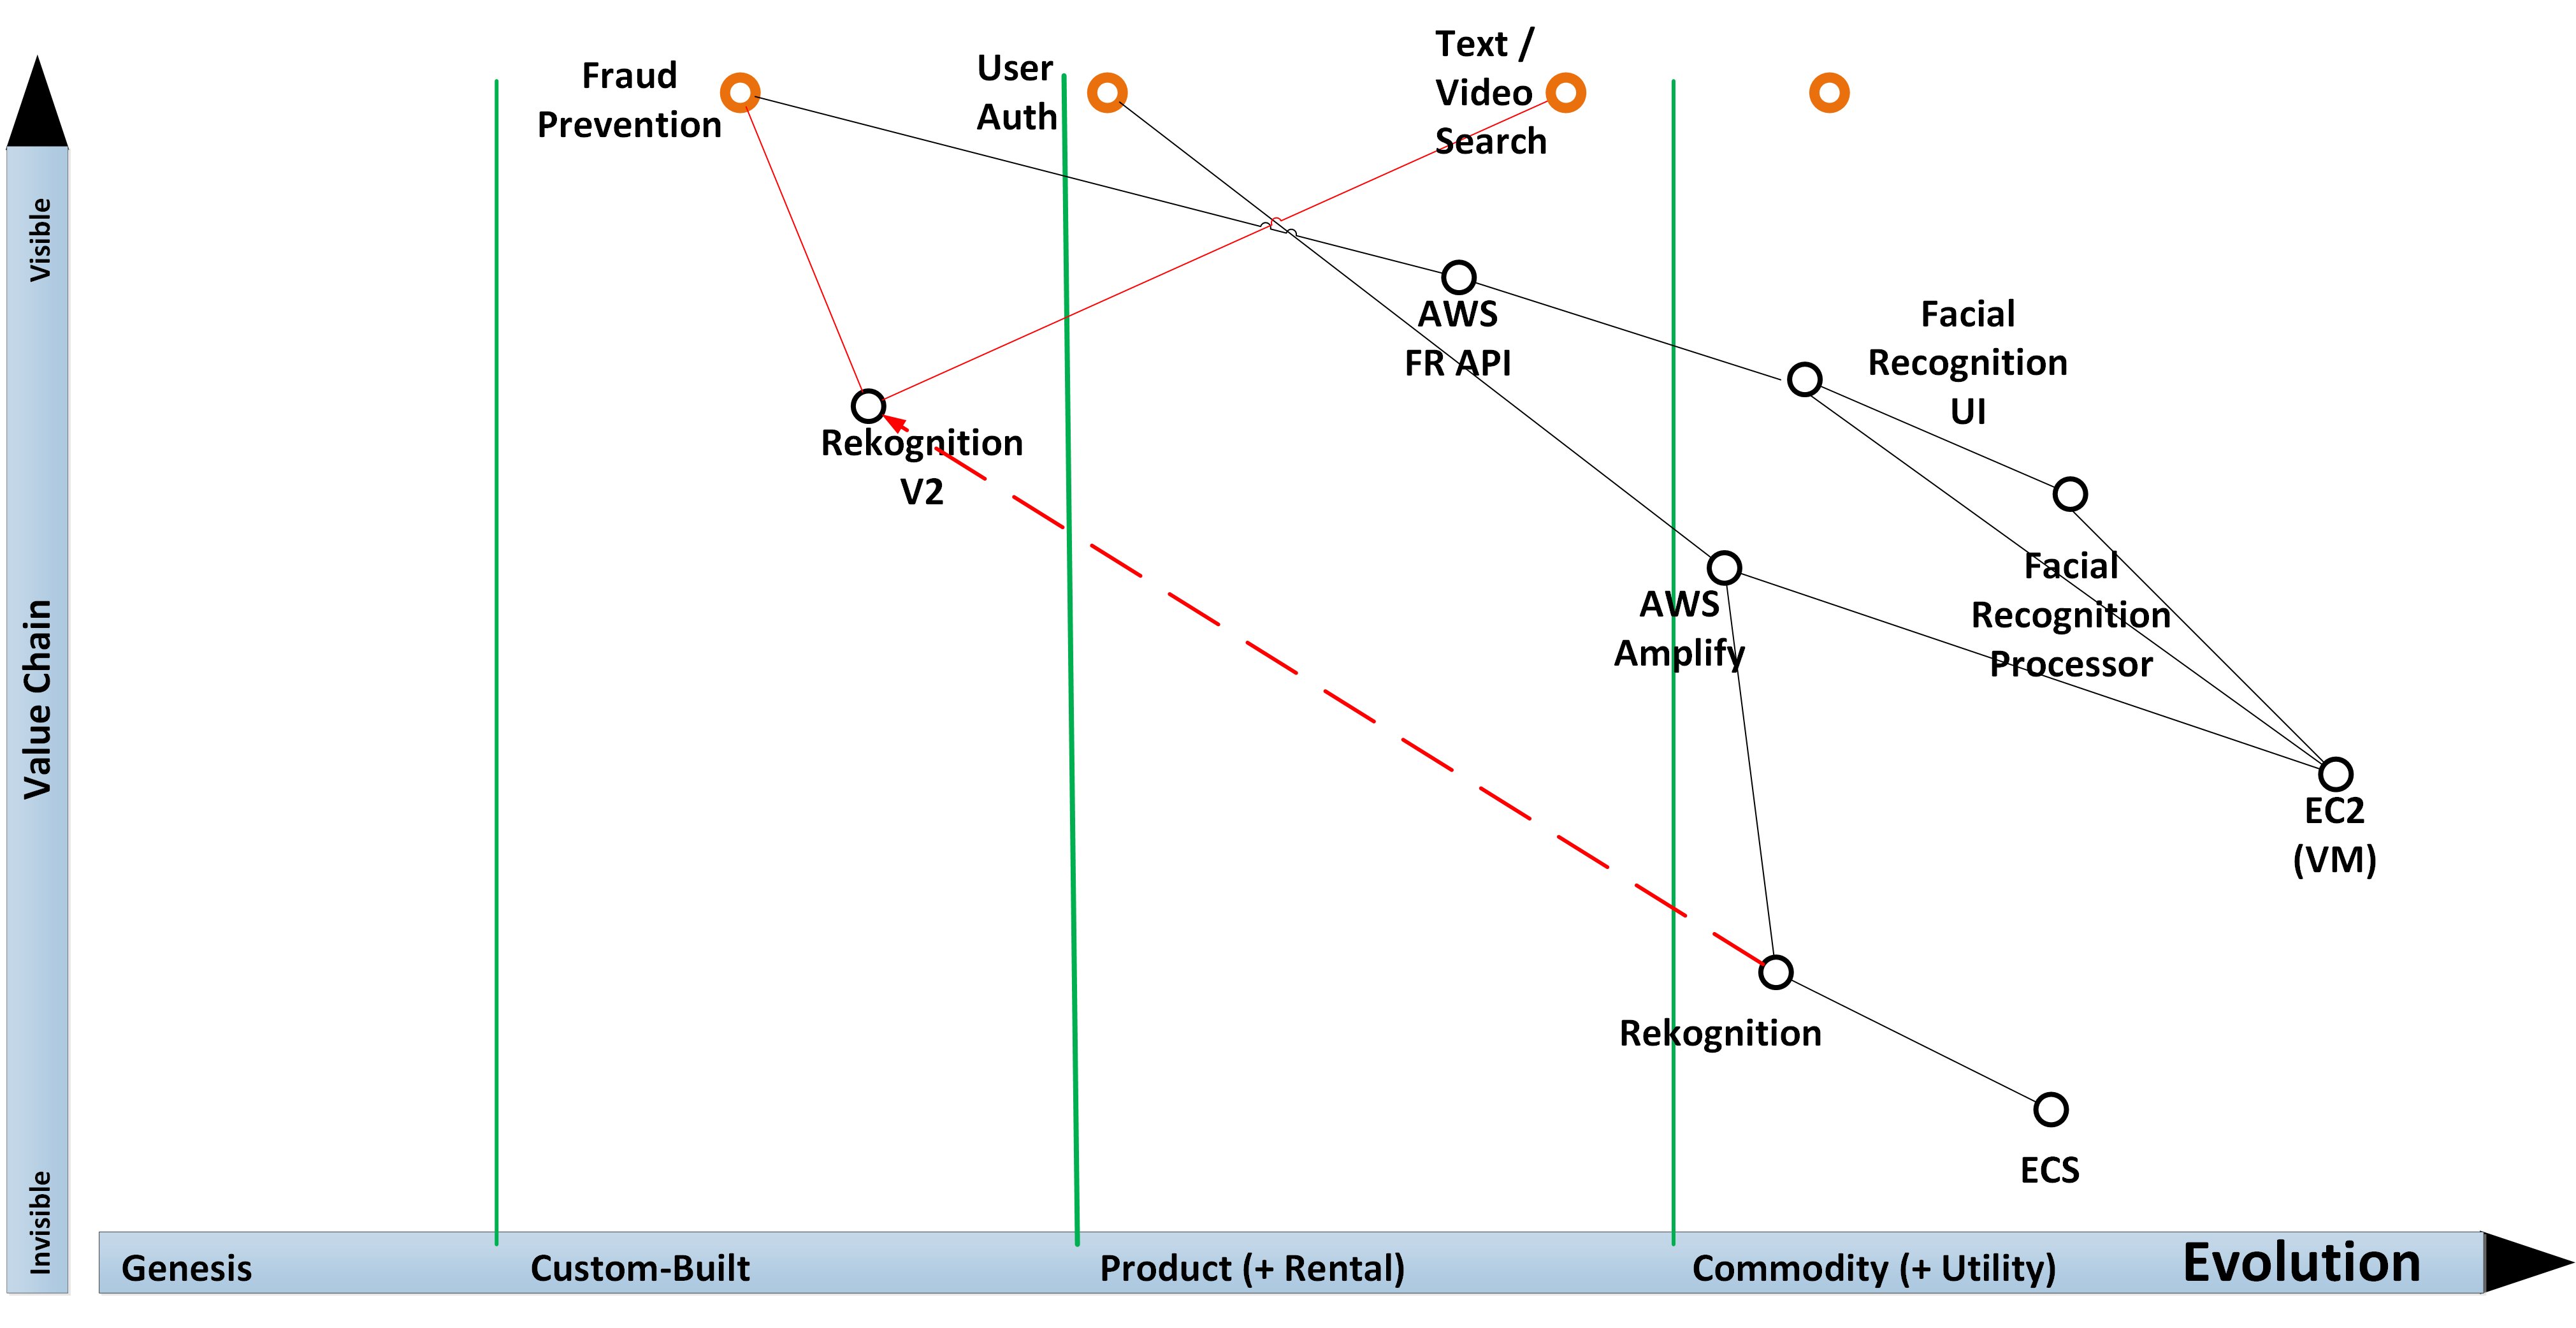 Fraud
Prevention
User
Auth
Text /
Video
Search
Visible
AWS
FR API
Facial
Recognition
UI
Rekognition
V2
Facial
Recognition
Processor
AWS
Amplify
Value Chain
EC2
(VM)
Rekognition
ECS
Invisible
Genesis
Custom-Built
Product (+ Rental)
Commodity (+ Utility)
Evolution